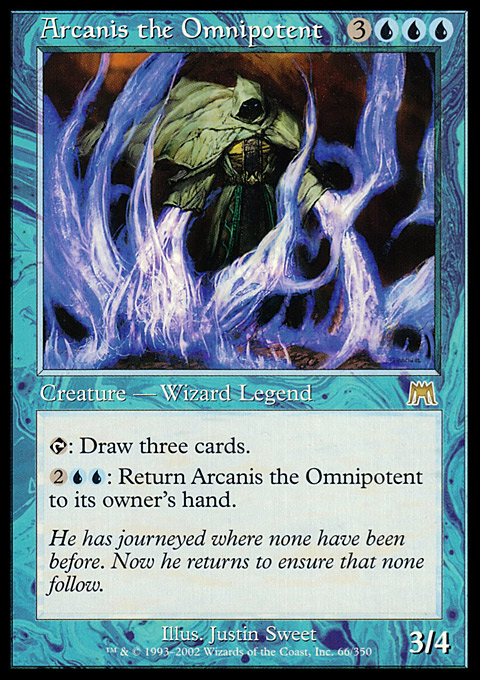 Arcanis the Omnipotent 3
Creature — Wizard Legend
: Draw three cards.
2: Return Arcanis the Omnipotent
to its owner's hand.
He has journeyed where none have been
before. Now he returns to ensure that none
follow.
Illus. Justin Sweet
3/4
™ & © 1993-2002 Wizards of the Coast, Inc. 66/350